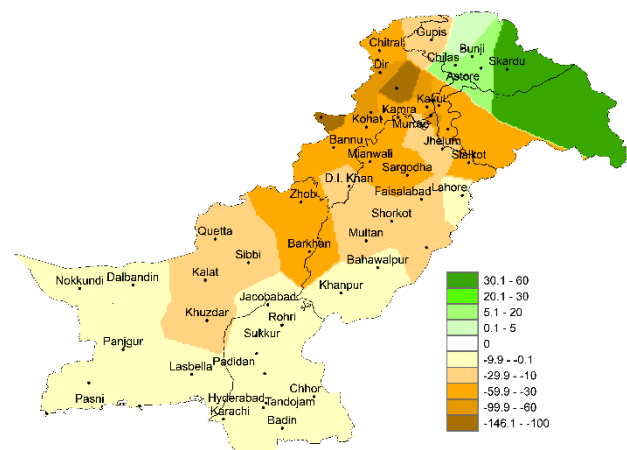 Gupis
Chitral
Bunji
Dir
Chilas
Skardu
Astore
Kakul
Kamra
Kohat
Murree
Bannu
Jhelum
Mianwali
Sialkot
Sargodha
D.I. Khan
Zhob
Faisalabad
Lahore
Shorkot
Quetta
Multan
Barkhan
Sibbi
Bahawalpur
Nokkundi
Dalbandin
Kalat
Khanpur
Jacobabad
Khuzdar
Rohri
Sukkur
Panjgur
Padidan
Lasbella
Pasni
Hyderabad
Chhor
Tandojam
Karachi
Badin
30.1 - 60
20.1 - 30
5.1 - 20
0.1 - 5
0
-9.9 - -0.1
-29.9 - -10
-59.9 - -30
-99.9 - -60
-146.1 - -100